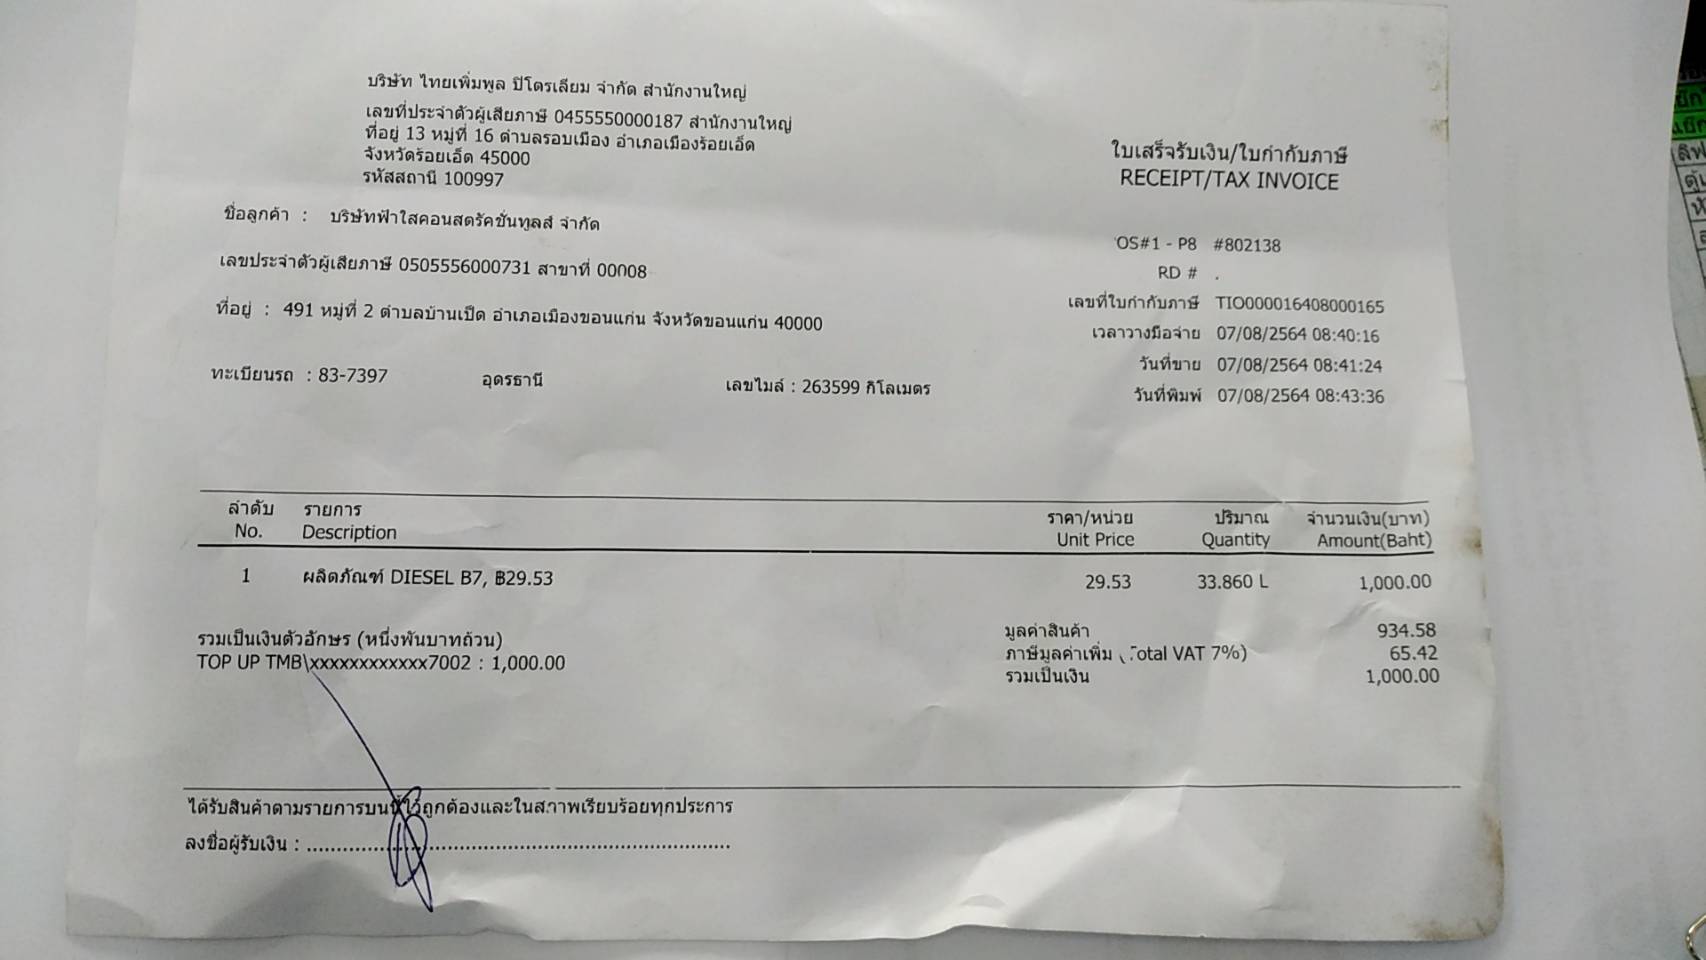 บริษัท ไทยเพิ่มพูล ปิโตรเลียม จำกัด สำนักงานใหญ่
เลขที่ประจำตัวผู้เสียภาษี 0455550000187 สำนักงานใหญ่
ที่อยู่ 13 หมู่ที่ 16 ตำบลรอบเมือง อำเภอเมืองร้อยเอ็ด
จังหวัดร้อยเอ็ด 45000
รหัสสถานี 100997
ใบเสร็จรับเงิน/ใบกำกับภาษี
RECEIPT/TAX INVOICE
ชื่อลูกค้า : บริษัทฟ้าใสคอนสตรัคชั่นทูลส์ จำกัด
OS#1 - P8 #802138
เลขประจำตัวผู้เสียภาษี 0505556000731 สาขาที่ 00008
RD # .
ที่อยู่ : 491 หมู่ที่ 2 ตำบลบ้านเป็ด อำเภอเมืองขอนแก่น จังหวัดขอนแก่น 40000
เลขที่ใบกำกับภาษี TIO000016408000165
เวลาวางมือจ่าย 07/08/2564 08:40:16
วันที่ขาย 07/08/2564 08:41:24
ทะเบียนรถ : 83-7397 อุดรธานี เลขไมล์ : 263599 กิโลเมตร
วันที่พิมพ์ 07/08/2564 08:43:36
ลำดับ รายการ ราคา/หน่วย ปริมาณ จำนวนเงิน(บาท)
No. Description Unit Price Quantity Amount(Baht)
1 ผลิตภัณฑ์ DIESEL B7, ฿29.53 29.53 33.860 L 1,000.00
รวมเป็นเงินตัวอักษร (หนึ่งพันบาทถ้วน) มูลค่าสินค้า 934.58
TOP UP TMB\xxxxxxxxxxxx7002 : 1,000.00 ภาษีมูลค่าเพิ่ม (Total VAT 7%) 65.42
รวมเป็นเงิน 1,000.00
ได้รับสินค้าตามรายการบนนี้ไว้ถูกต้องและในสภาพเรียบร้อยทุกประการ
ลงชื่อผู้รับเงิน : ......................................................................